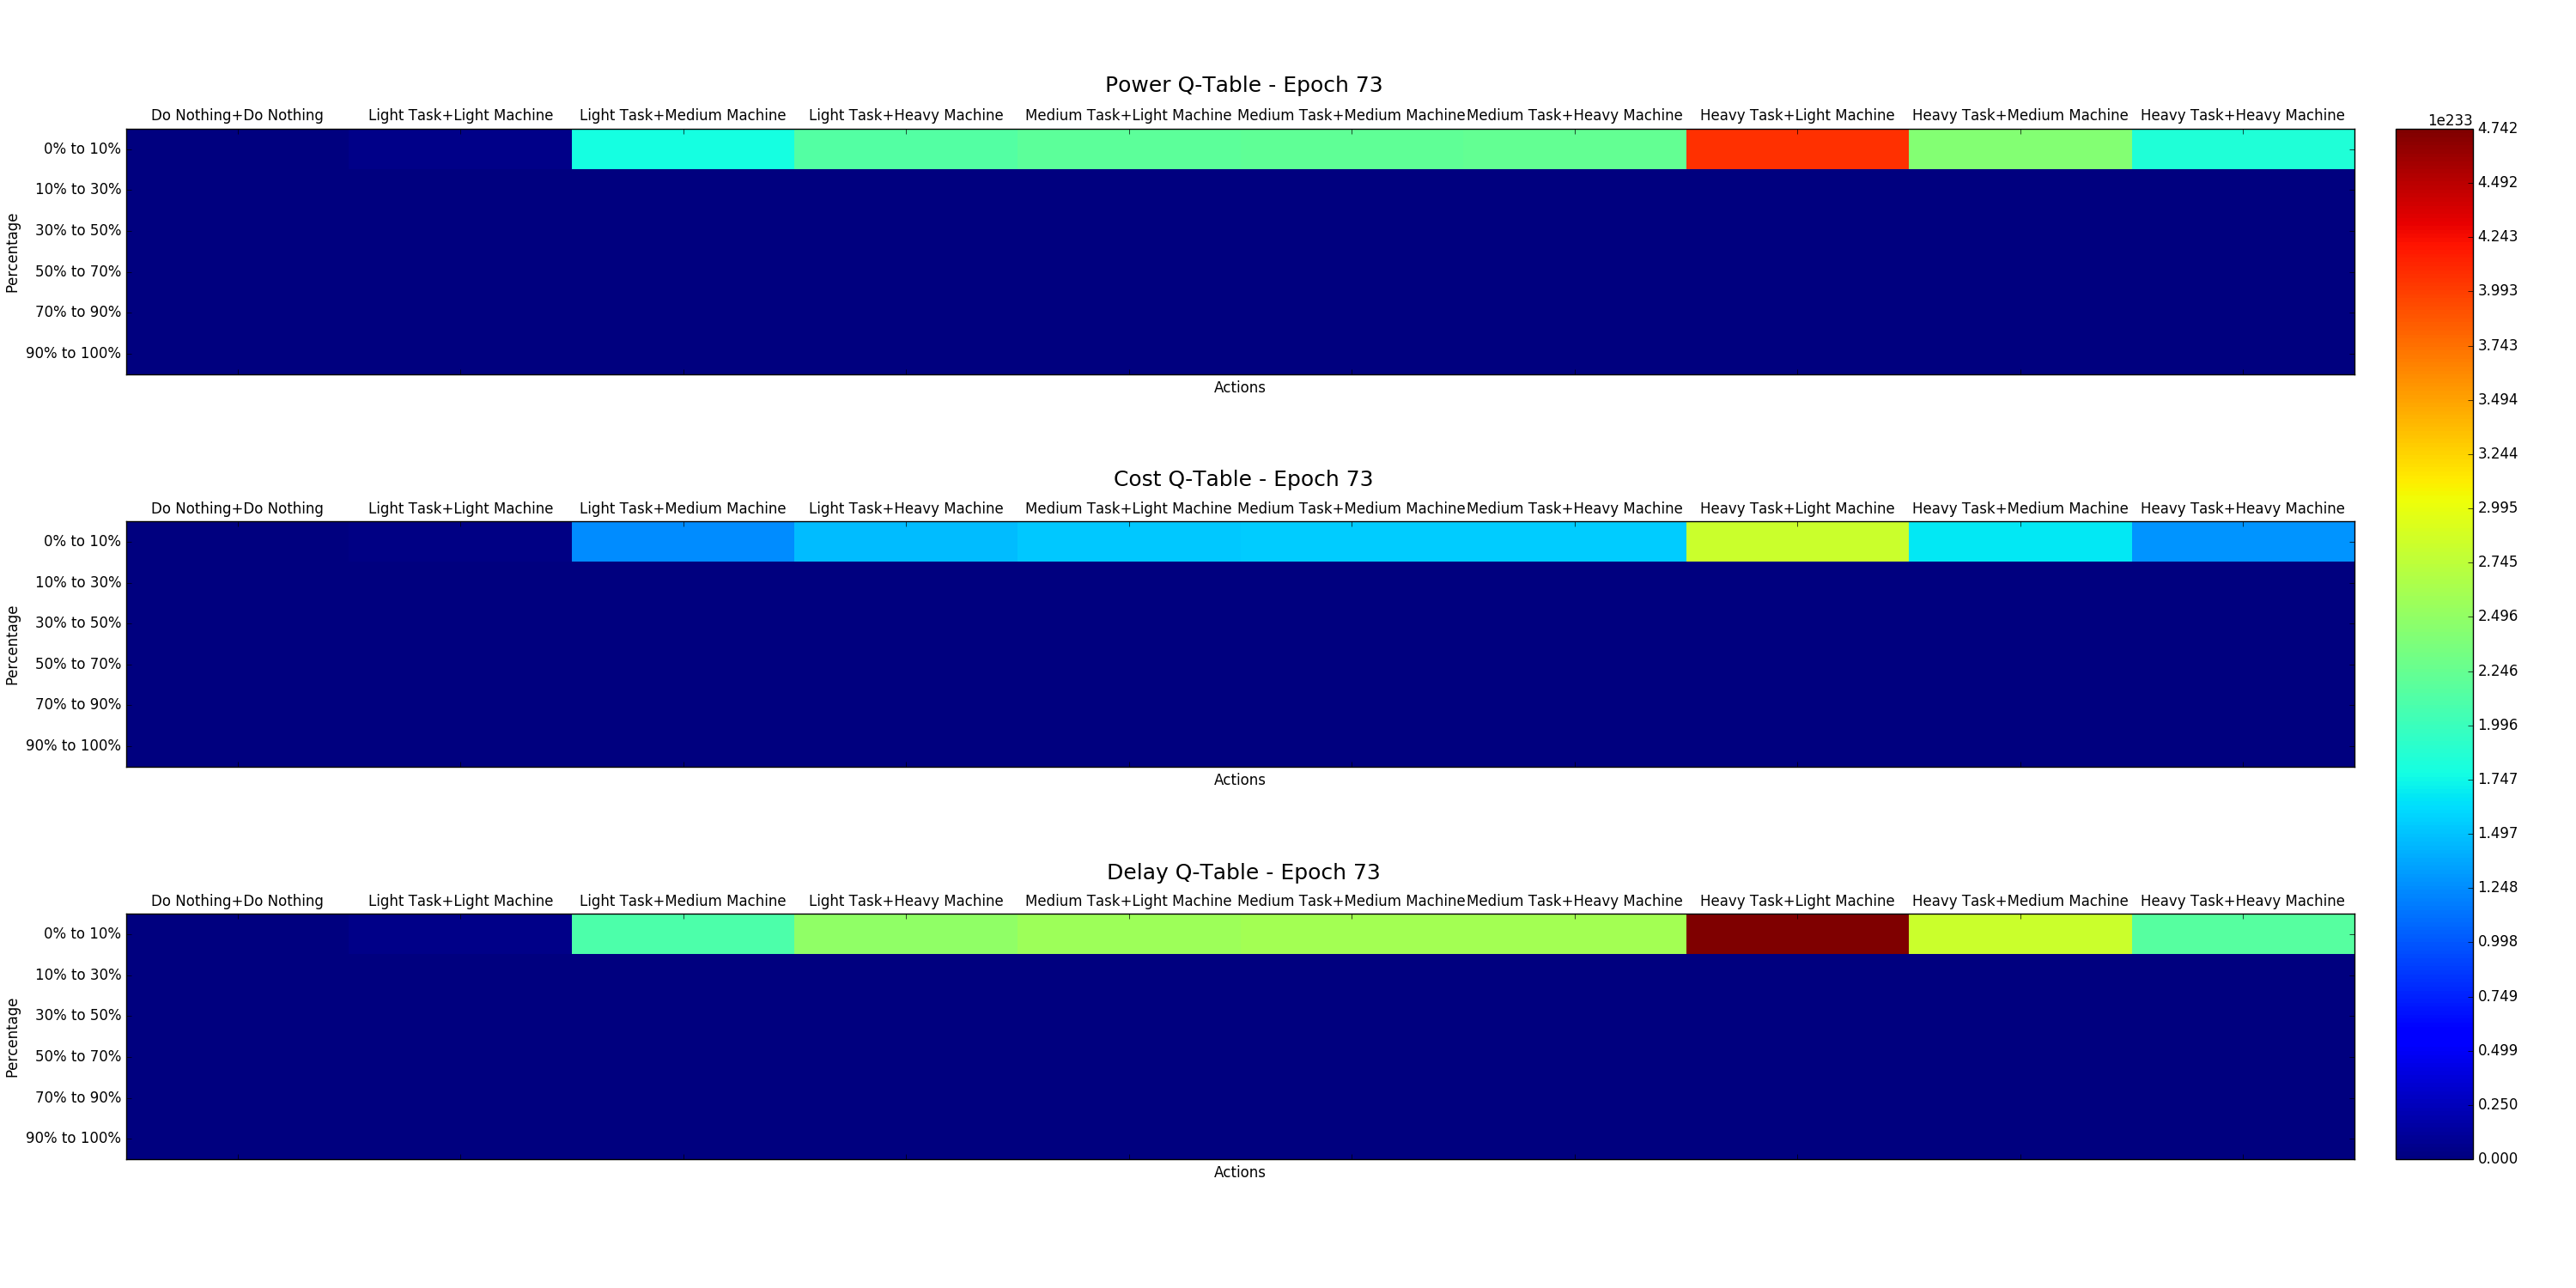 Power Q-Table - Epoch 73
Do Nothing+Do Nothing Light Task+Light Machine Light Task+Medium Machine Light Task+Heavy Machine Medium Task+Light Machine Medium Task+Medium Machine Medium Task+Heavy Machine Heavy Task+Light Machine Heavy Task+Medium Machine Heavy Task+Heavy Machine
Percentage
0% to 10%
10% to 30%
30% to 50%
50% to 70%
70% to 90%
90% to 100%
Actions
Cost Q-Table - Epoch 73
Do Nothing+Do Nothing Light Task+Light Machine Light Task+Medium Machine Light Task+Heavy Machine Medium Task+Light Machine Medium Task+Medium Machine Medium Task+Heavy Machine Heavy Task+Light Machine Heavy Task+Medium Machine Heavy Task+Heavy Machine
Percentage
0% to 10%
10% to 30%
30% to 50%
50% to 70%
70% to 90%
90% to 100%
Actions
Delay Q-Table - Epoch 73
Do Nothing+Do Nothing Light Task+Light Machine Light Task+Medium Machine Light Task+Heavy Machine Medium Task+Light Machine Medium Task+Medium Machine Medium Task+Heavy Machine Heavy Task+Light Machine Heavy Task+Medium Machine Heavy Task+Heavy Machine
Percentage
0% to 10%
10% to 30%
30% to 50%
50% to 70%
70% to 90%
90% to 100%
Actions
1e233
4.742
4.492
4.243
3.993
3.743
3.494
3.244
2.995
2.745
2.496
2.246
1.996
1.747
1.497
1.248
0.998
0.749
0.499
0.250
0.000